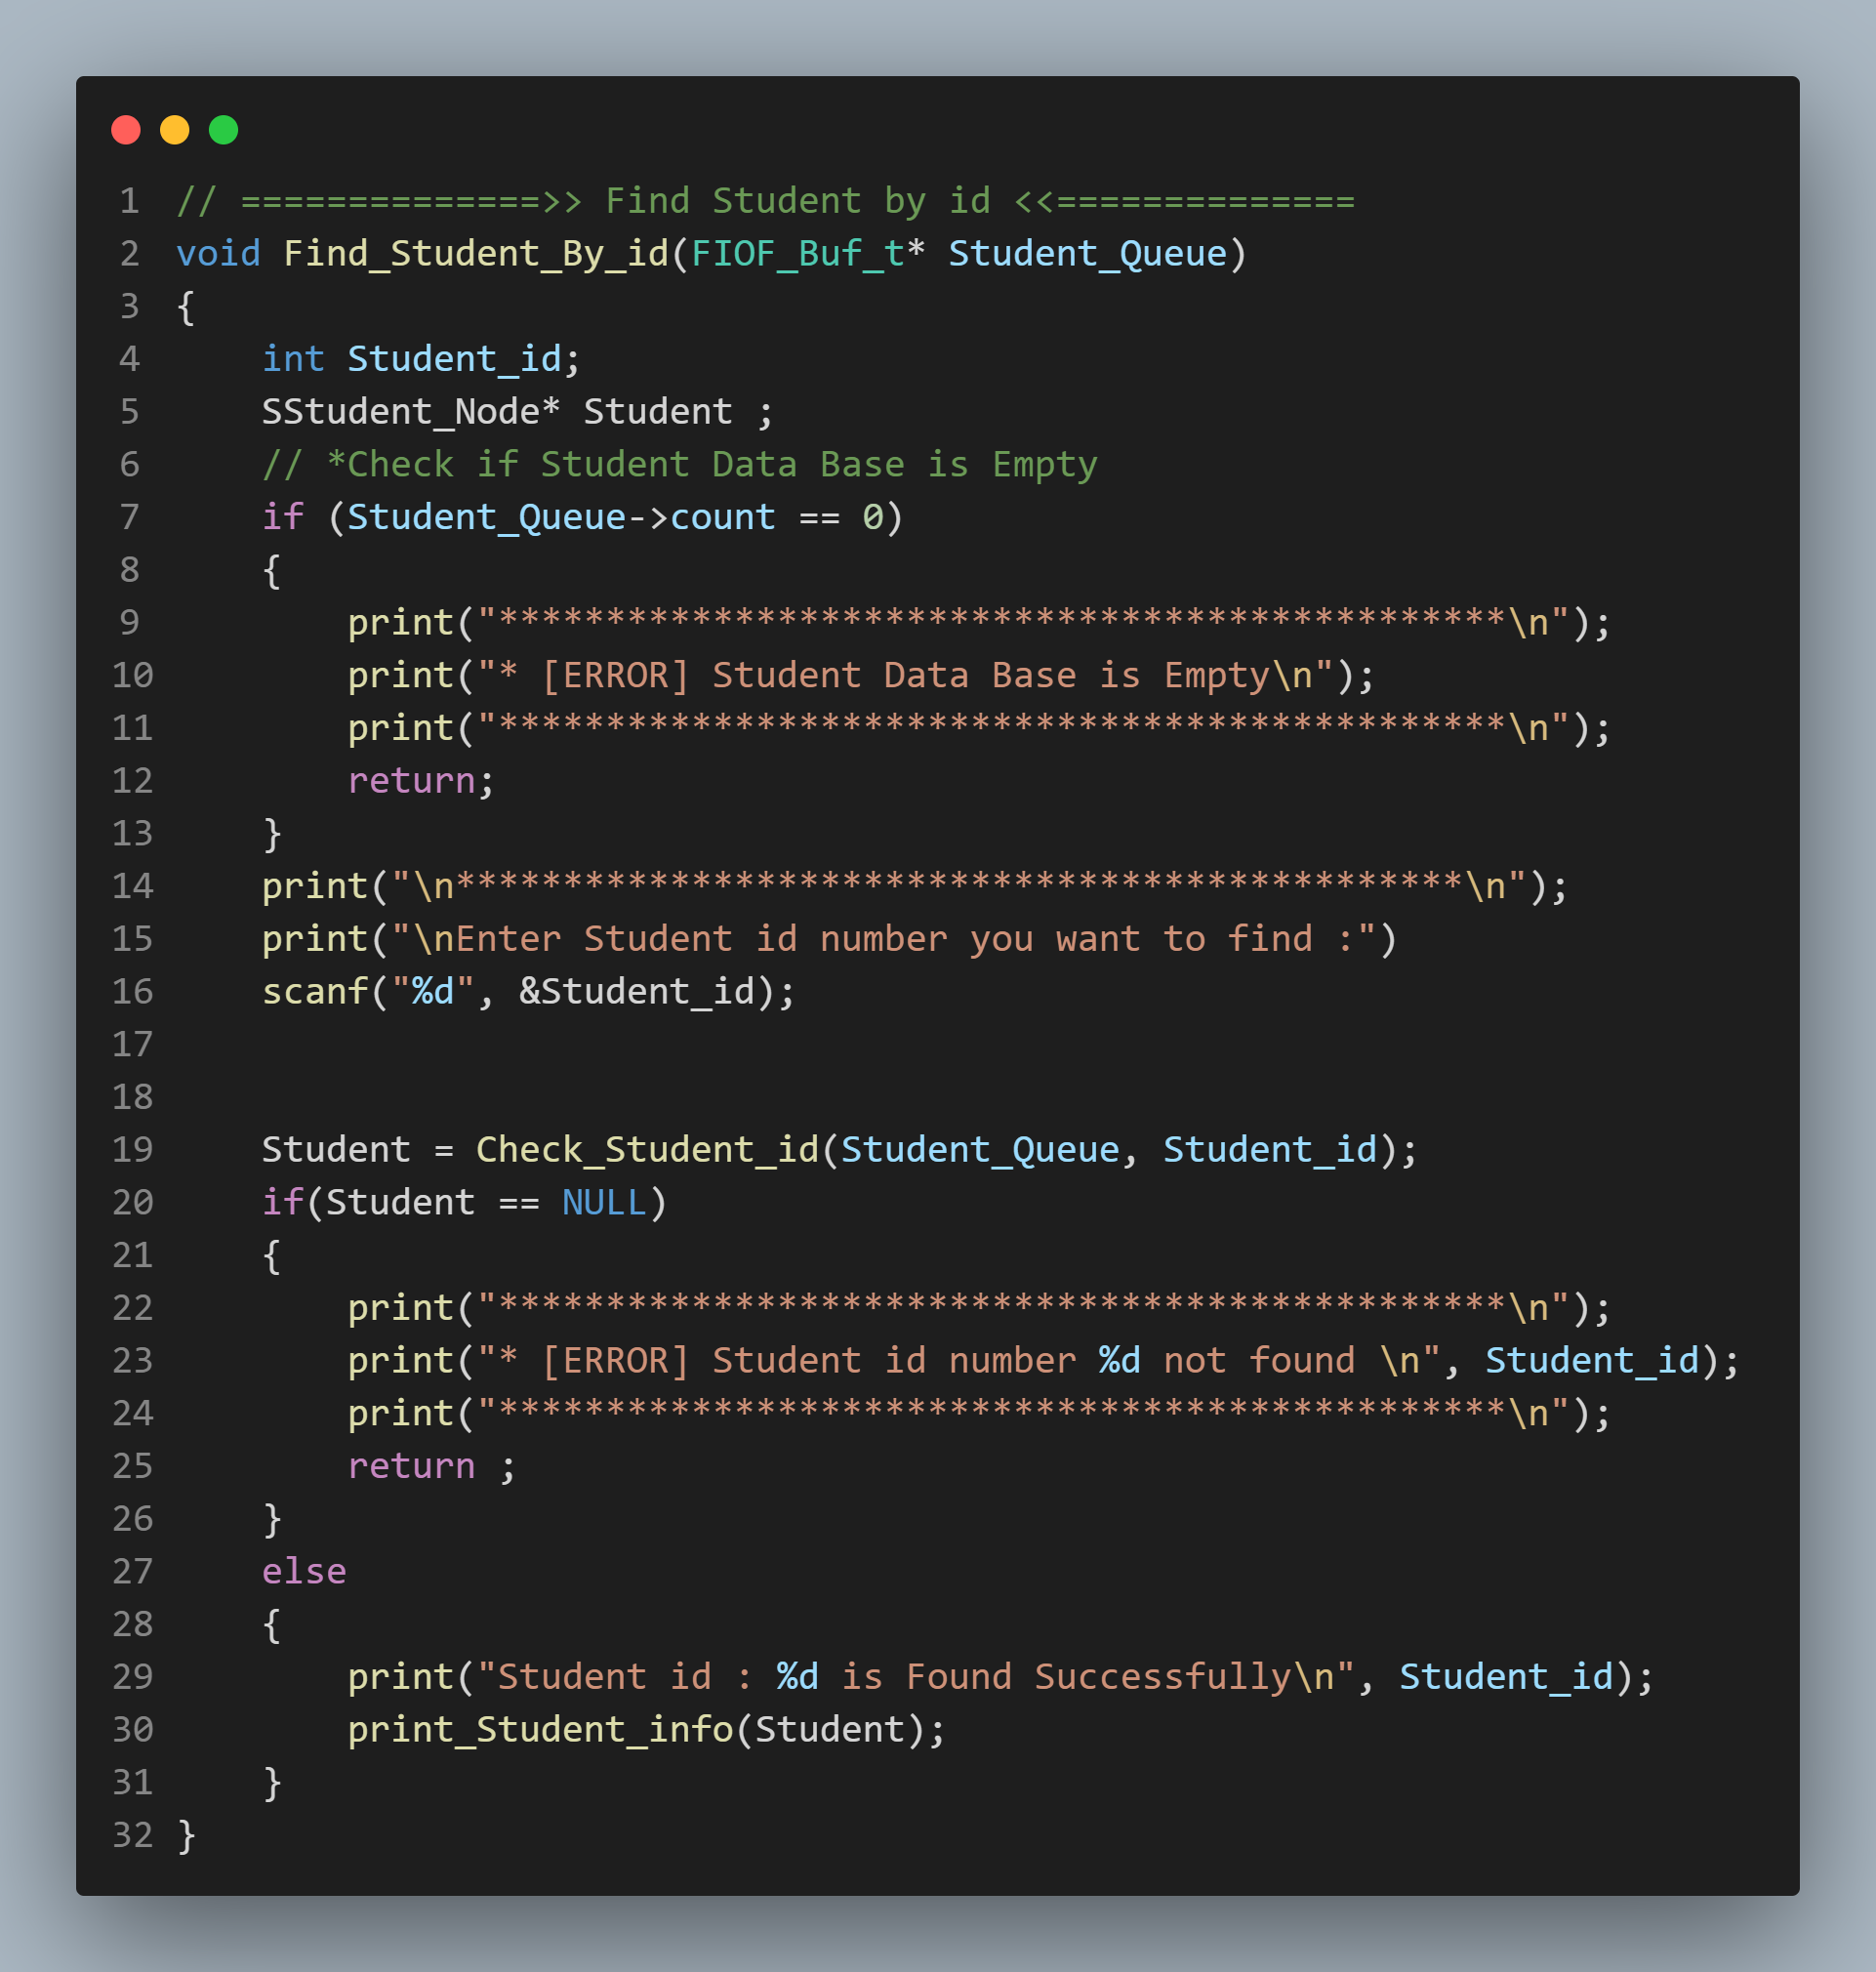 1 // ==============>> Find Student by id <<==============
2 void Find_Student_By_id(FIOF_Buf_t* Student_Queue)
3 {
4     int Student_id;
5     SStudent_Node* Student ;
6     // *Check if Student Data Base is Empty
7     if (Student_Queue->count == 0)
8     {
9         print("***********************************************\n");
10         print("* [ERROR] Student Data Base is Empty\n");
11         print("***********************************************\n");
12         return;
13     }
14     print("\n***********************************************\n");
15     print("\nEnter Student id number you want to find :")
16     scanf("%d", &Student_id);
17
18
19     Student = Check_Student_id(Student_Queue, Student_id);
20     if(Student == NULL)
21     {
22         print("***********************************************\n");
23         print("* [ERROR] Student id number %d not found \n", Student_id);
24         print("***********************************************\n");
25         return ;
26     }
27     else
28     {
29         print("Student id : %d is Found Successfully\n", Student_id);
30         print_Student_info(Student);
31     }
32 }